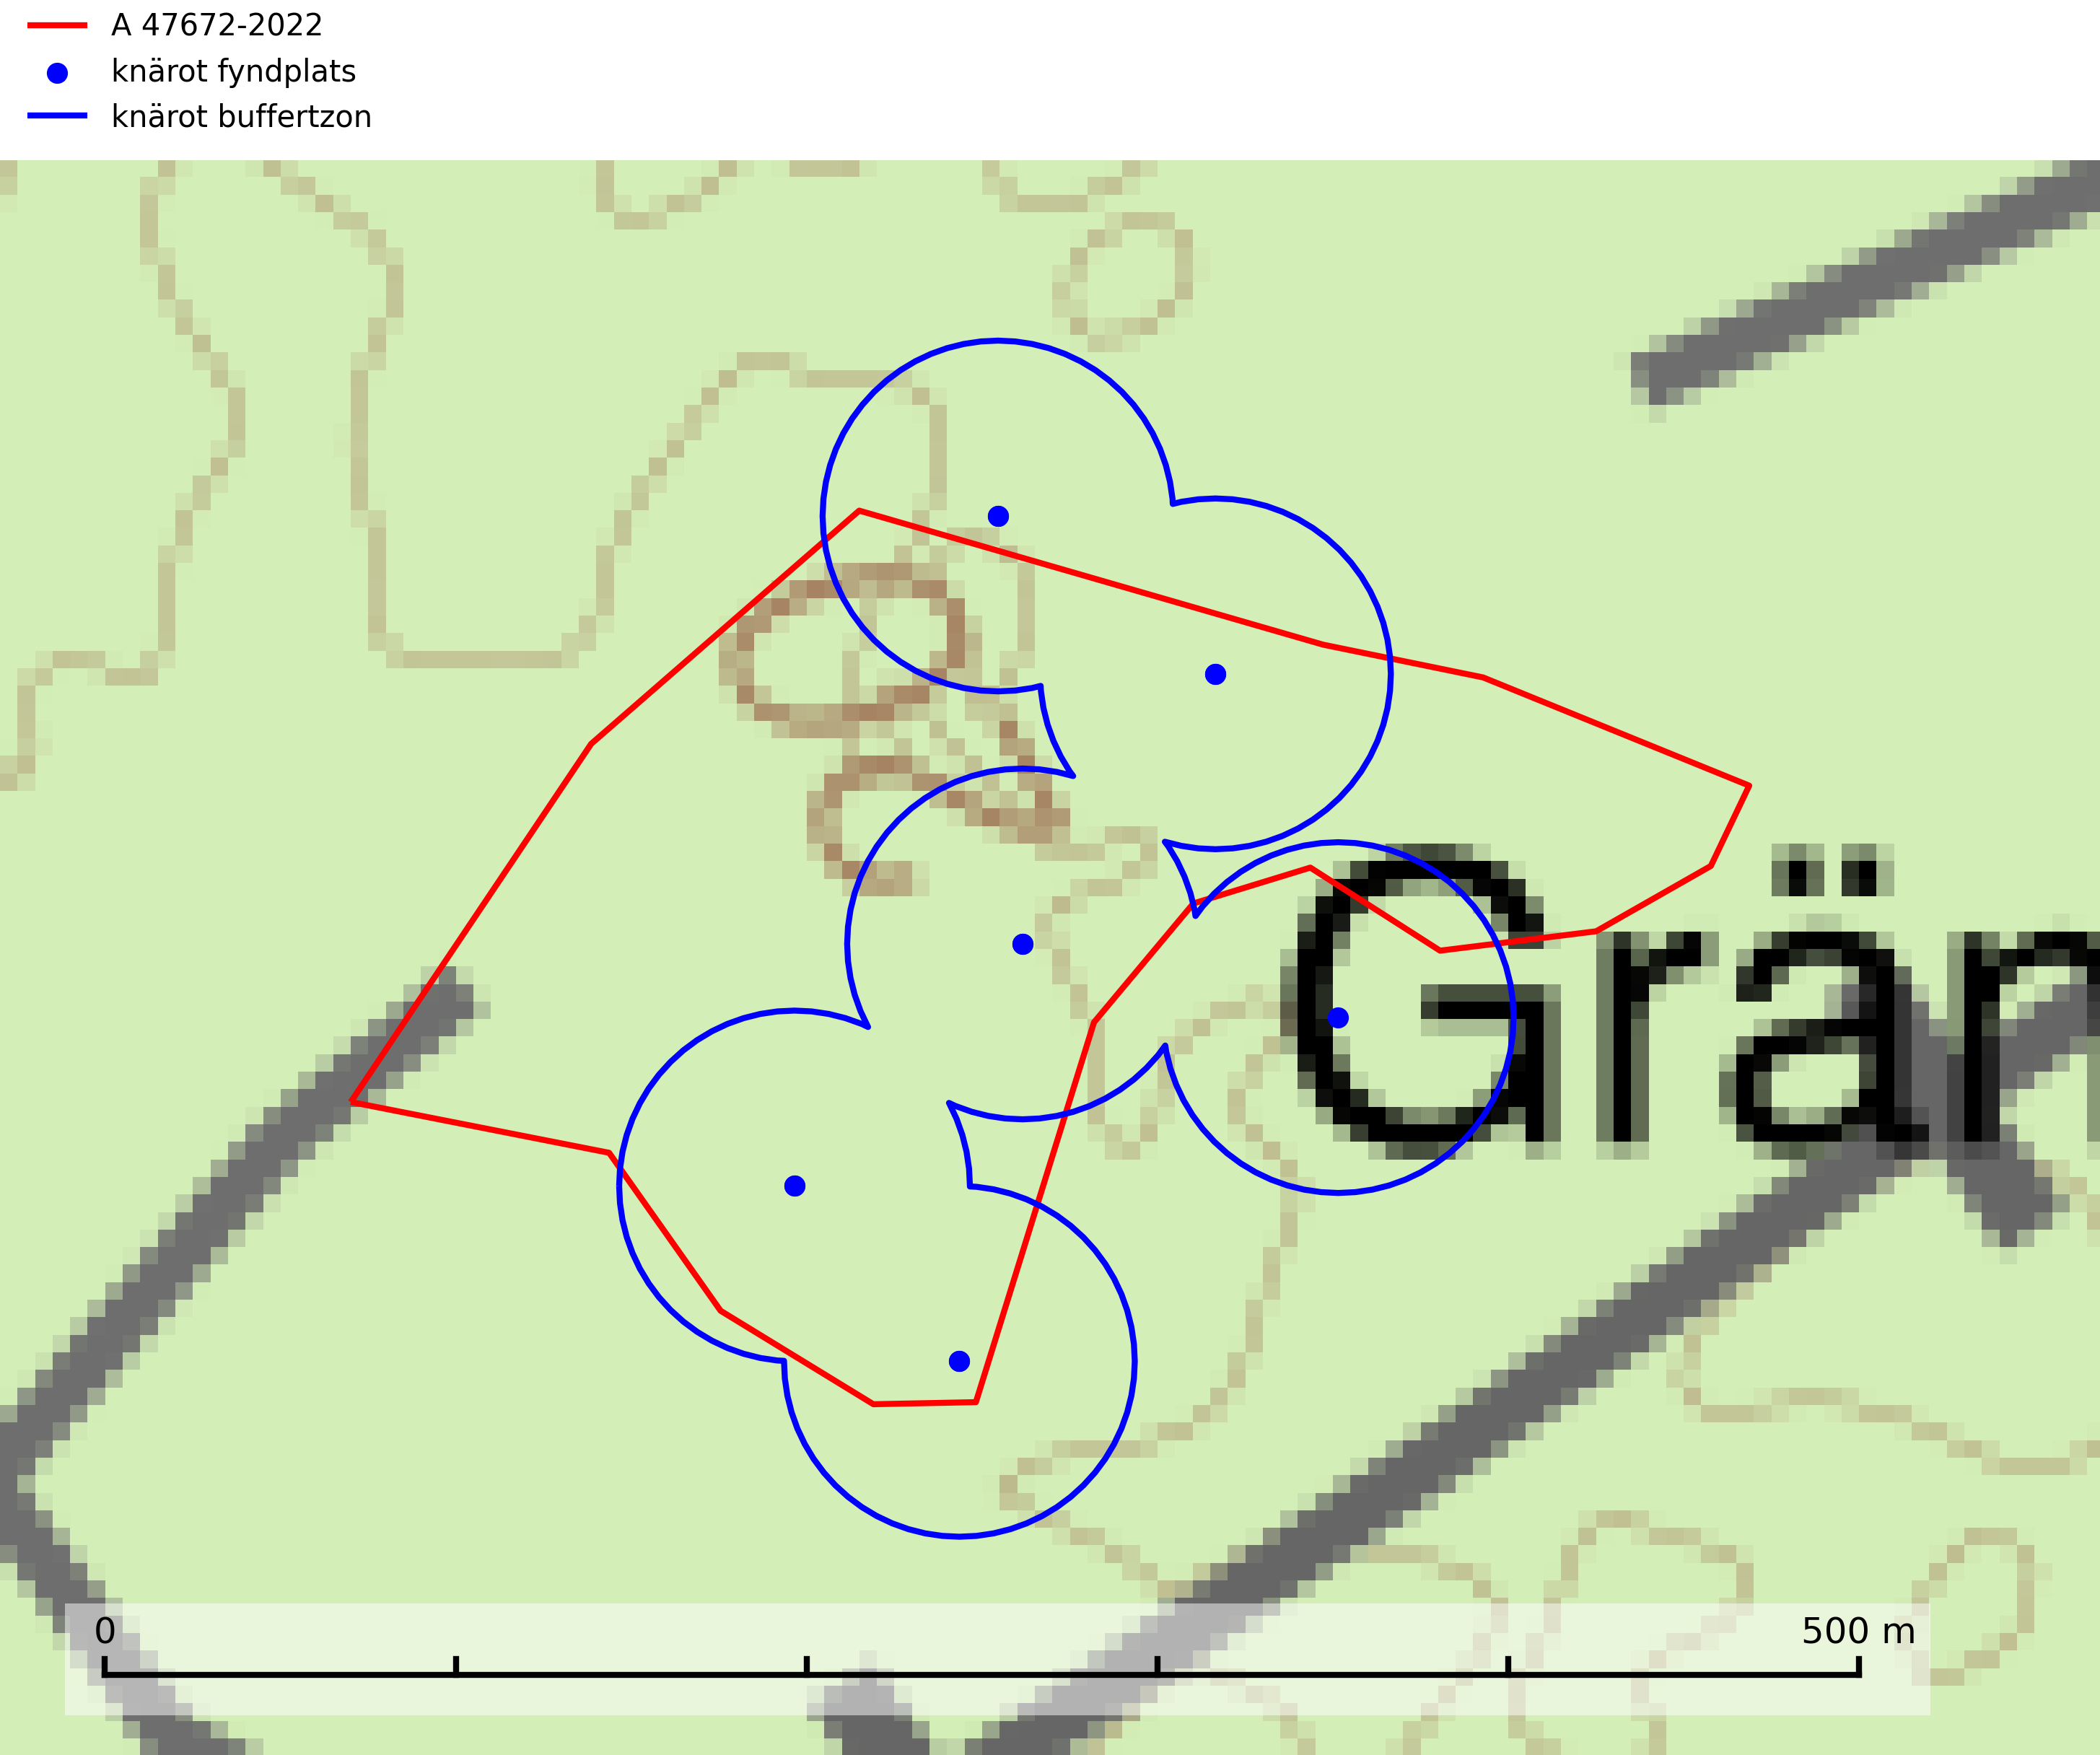 A 47672-2022
knärot fyndplats
knärot buffertzon
Grän
0
500 m